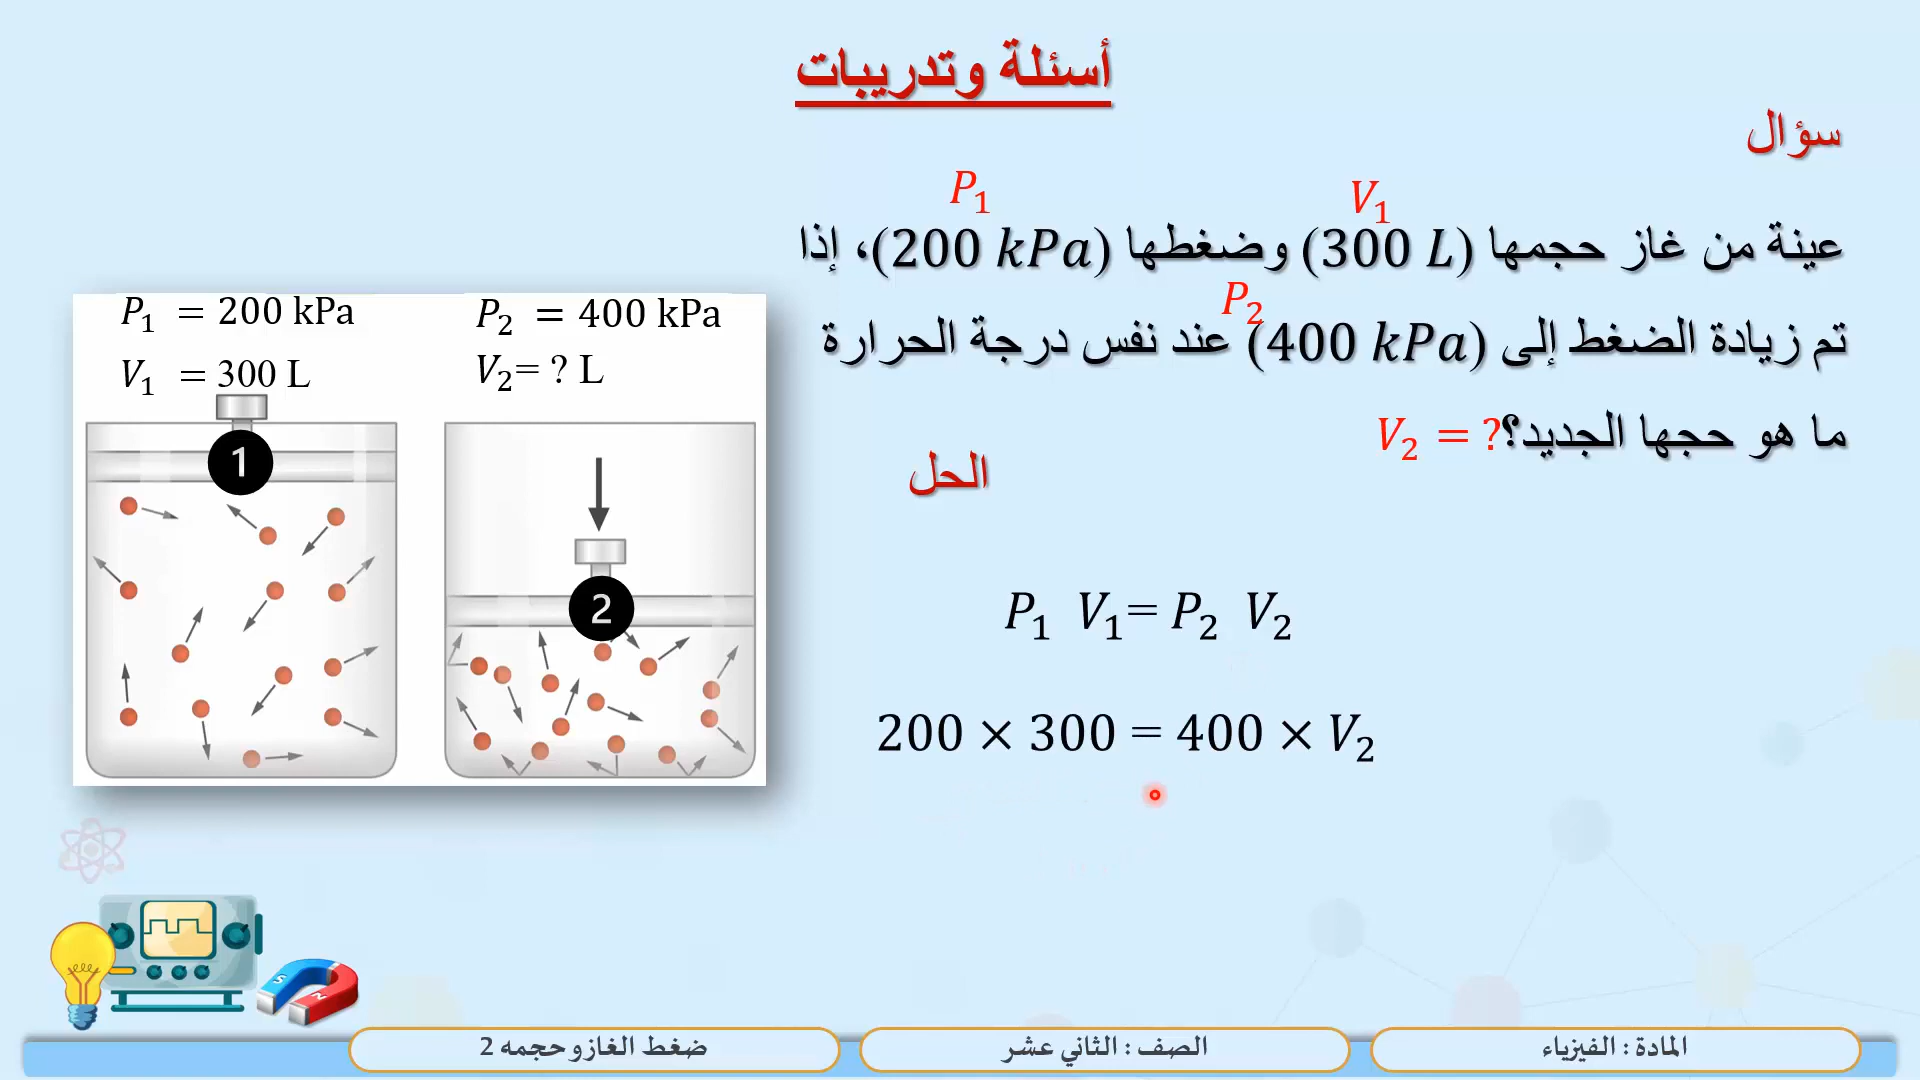 أسئلة وتدريبات
سؤال
P₁ V₁
عينة من غاز حجمها (300 L) وضغطها (200 kPa)، إذا
P₂
تم زيادة الضغط إلى (400 kPa) عند نفس درجة الحرارة
ما هو حجها الجديد؟ V₂ = ?
الحل
P₁ V₁= P₂ V₂
200 × 300 = 400 × V₂
P₁ = 200 kPa
V₁ = 300 L
1
P₂ = 400 kPa
V₂= ? L
2
S
N
المادة : الفيزياء
الصف : الثاني عشر
ضغط الغاز وحجمه 2